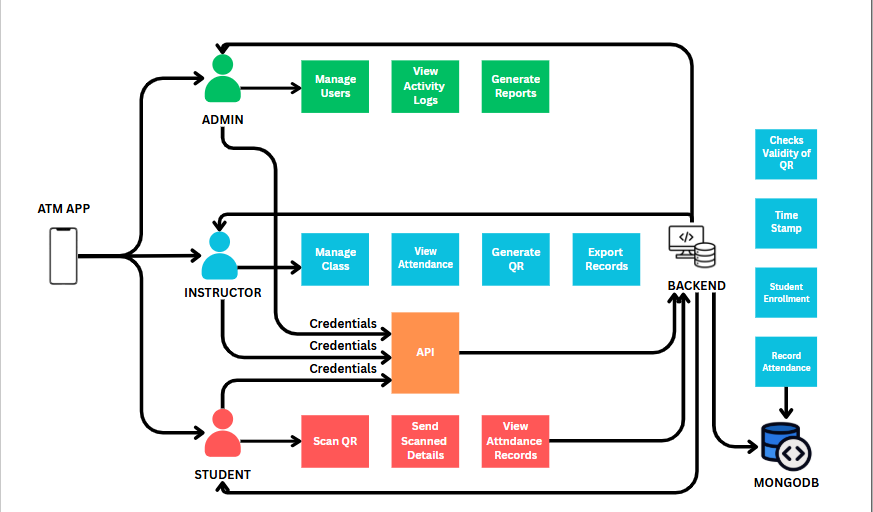 Manage
Users
View
Activity
Logs
Generate
Reports
ADMIN
Checks
Validity of
QR
ATM APP
Time
Stamp
Manage
Class
View
Attendance
Generate
QR
Export
Records
INSTRUCTOR
</>
BACKEND
Student
Enrollment
Credentials
Credentials
Credentials
API
Record
Attendance
Scan QR
Send
Scanned
Details
View
Attndance
Records
STUDENT
<>
MONGODB